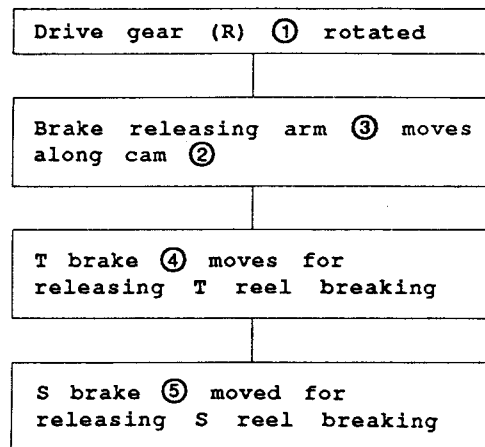 Drive gear (R) ① rotated
Brake releasing arm ③ moves
along cam ②
T brake ④ moves for
releasing T reel breaking
S brake ⑤ moved for
releasing S reel breaking